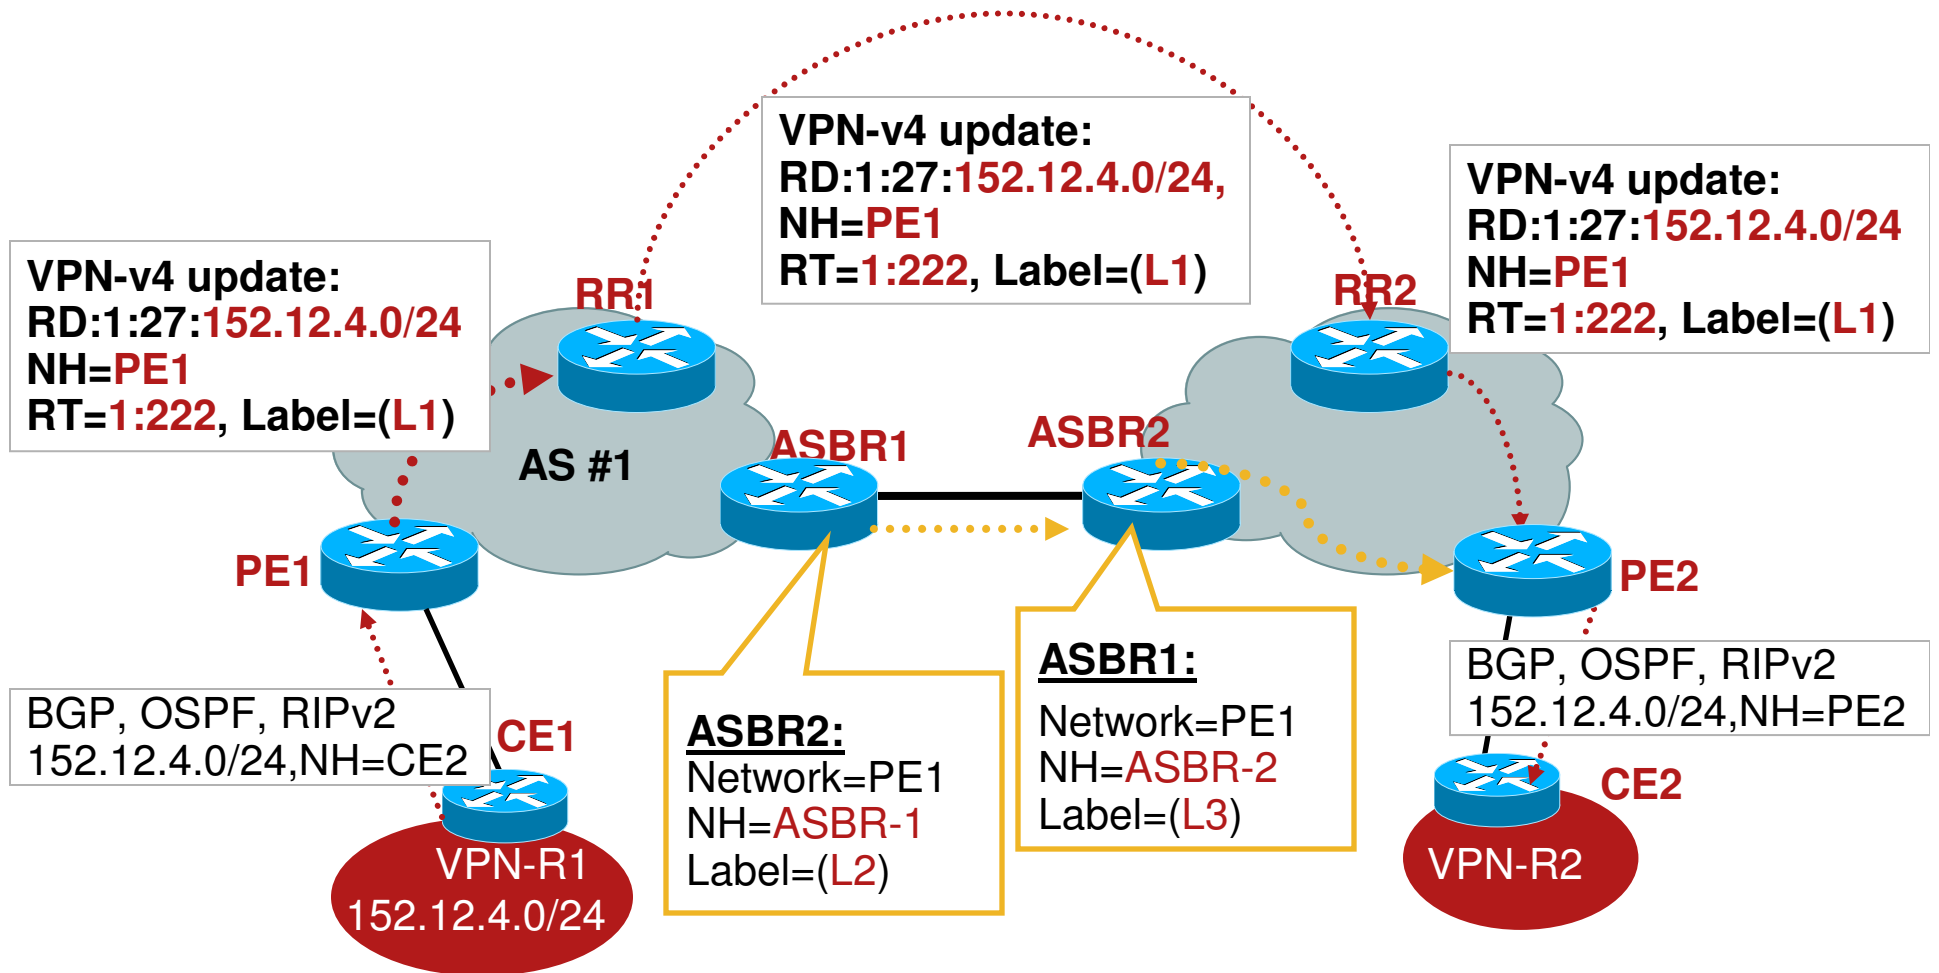 VPN-v4 update:
RD:1:27:152.12.4.0/24,
NH=PE1
RT=1:222, Label=(L1)
VPN-v4 update:
RD:1:27:152.12.4.0/24
NH=PE1
RT=1:222, Label=(L1)
VPN-v4 update:
RD:1:27:152.12.4.0/24
NH=PE1
RT=1:222, Label=(L1)
RR1
RR2
AS #1
ASBR1
ASBR2
PE1
PE2
BGP, OSPF, RIPv2
152.12.4.0/24,NH=CE2
CE1
VPN-R1
152.12.4.0/24
ASBR2:
Network=PE1
NH=ASBR-1
Label=(L2)
ASBR1:
Network=PE1
NH=ASBR-2
Label=(L3)
BGP, OSPF, RIPv2
152.12.4.0/24,NH=PE2
CE2
VPN-R2